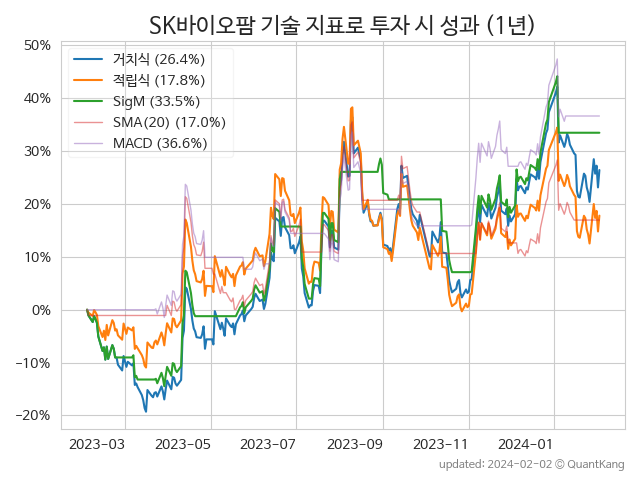 SK바이오팜 기술 지표로 투자 시 성과 (1년)
50%
40%
30%
20%
10%
0%
−10%
−20%
거치식 (26.4%)
적립식 (17.8%)
SigM (33.5%)
SMA(20) (17.0%)
MACD (36.6%)
2023-03 2023-05 2023-07 2023-09 2023-11 2024-01
updated: 2024-02-02 © QuantKang